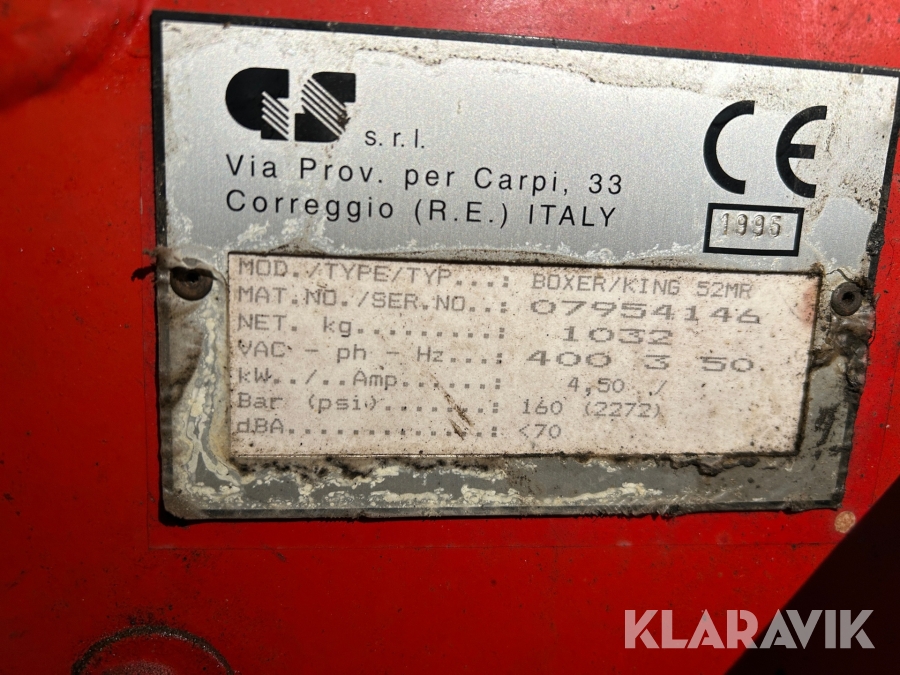 GS s.r.l.
Via Prov. per Carpi, 33
Correggio (R.E.) ITALY
CE
1995
MOD./TYPE/TYP...: BOXER/KING 52MR
MAT.NO./SER.NO..: 07954146
NET. kg.........: 1032
VAC - ph - Hz...: 400 3 50
kW../..Amp......: 4,50 /
Bar (psi).......: 160 (2272)
dBA.............: <70
KLARAVIK